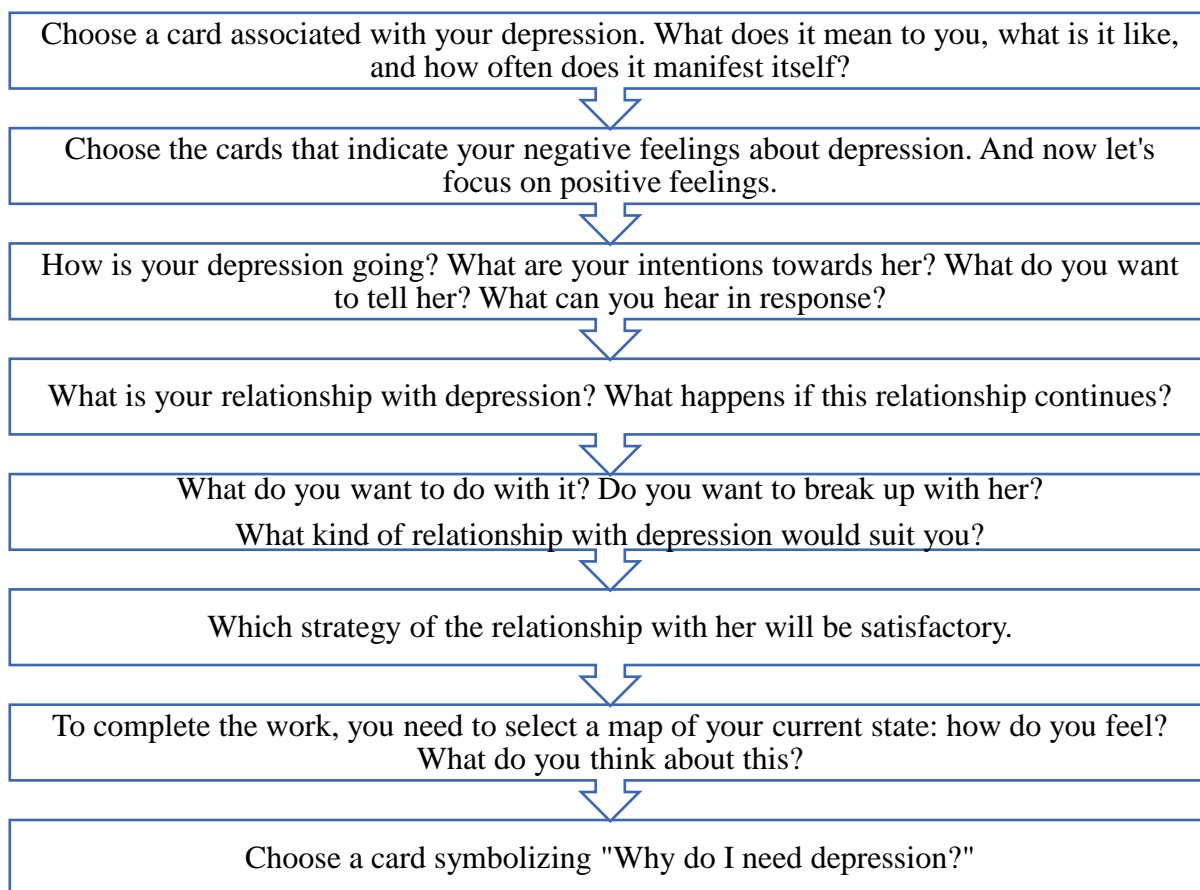 Choose a card associated with your depression. What does it mean to you, what is it like,
and how often does it manifest itself?
Choose the cards that indicate your negative feelings about depression. And now let's
focus on positive feelings.
How is your depression going? What are your intentions towards her? What do you want
to tell her? What can you hear in response?
What is your relationship with depression? What happens if this relationship continues?
What do you want to do with it? Do you want to break up with her?
What kind of relationship with depression would suit you?
Which strategy of the relationship with her will be satisfactory.
To complete the work, you need to select a map of your current state: how do you feel?
What do you think about this?
Choose a card symbolizing "Why do I need depression?"